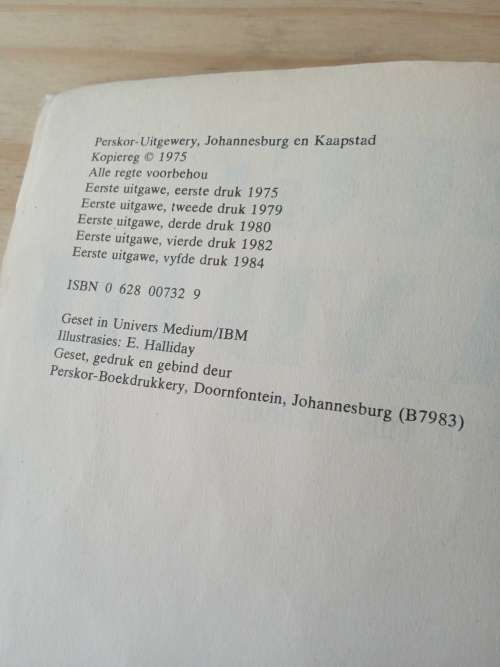 Perskor-Uitgewery, Johannesburg en Kaapstad
Kopiereg © 1975
Alle regte voorbehou
Eerste uitgawe, eerste druk 1975
Eerste uitgawe, tweede druk 1979
Eerste uitgawe, derde druk 1980
Eerste uitgawe, vierde druk 1982
Eerste uitgawe, vyfde druk 1984
ISBN 0 628 00732 9
Geset in Univers Medium/IBM
Illustrasies: E. Halliday
Geset, gedruk en gebind deur
Perskor-Boekdrukkery, Doornfontein, Johannesburg (B7983)